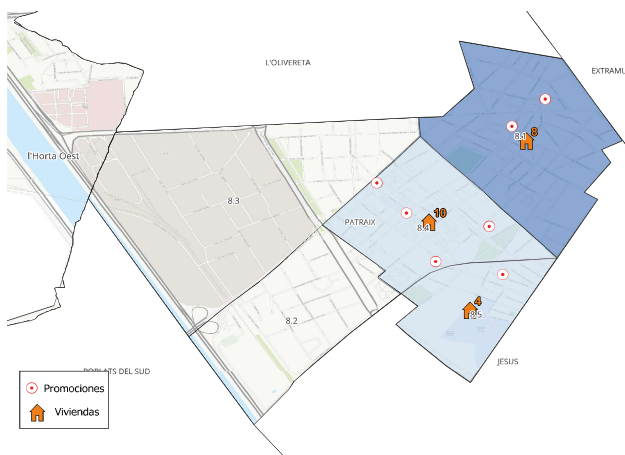 L'OLIVERETA
EXTRAMU
8
8.1
l'Horta Oest
8.3
10
PATRAIX
8.4
4
8.5
8.2
POBLATS DEL SUD
JESUS
Promociones
Viviendas